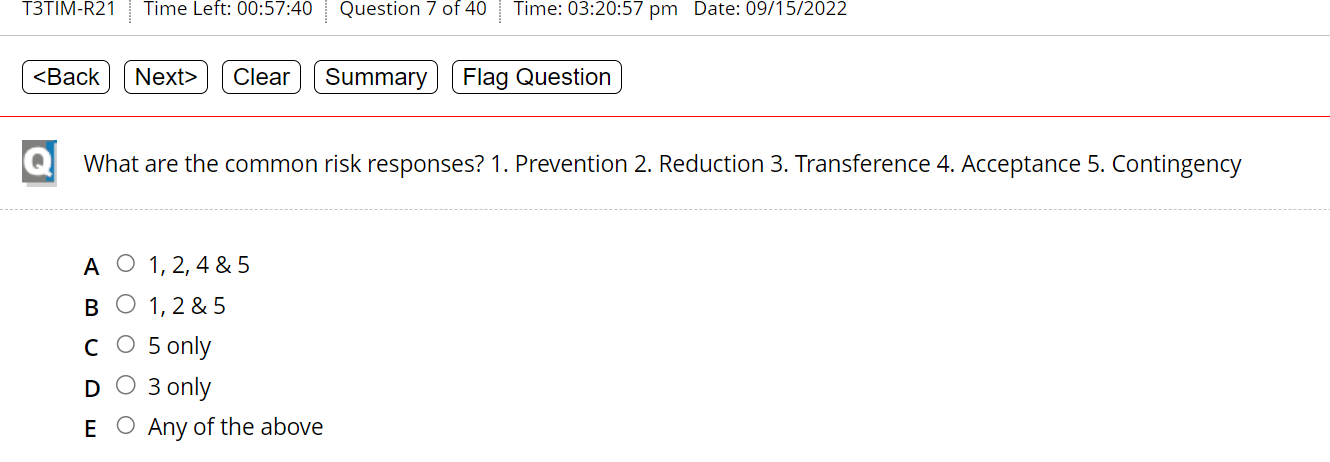 T3TIM-R21 Time Left: 00:57:40 Question 7 of 40 Time: 03:20:57 pm Date: 09/15/2022
<Back Next> Clear Summary Flag Question
Q What are the common risk responses? 1. Prevention 2. Reduction 3. Transference 4. Acceptance 5. Contingency
A 1, 2, 4 & 5
B 1, 2 & 5
C 5 only
D 3 only
E Any of the above